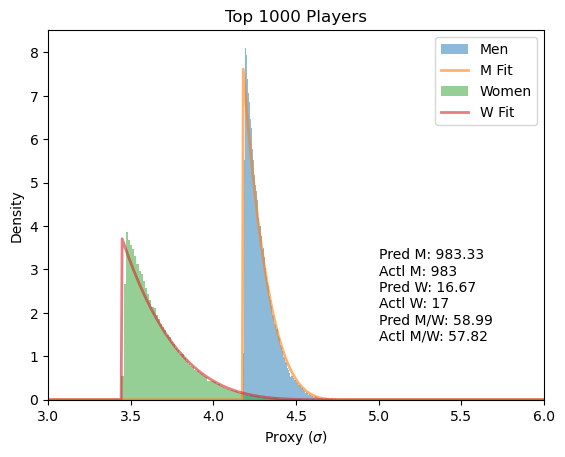 Top 1000 Players
Men
M Fit
Women
W Fit
Pred M: 983.33
Actl M: 983
Pred W: 16.67
Actl W: 17
Pred M/W: 58.99
Actl M/W: 57.82
Density
8
7
6
5
4
3
2
1
0
3.0 3.5 4.0 4.5 5.0 5.5 6.0
Proxy (σ)